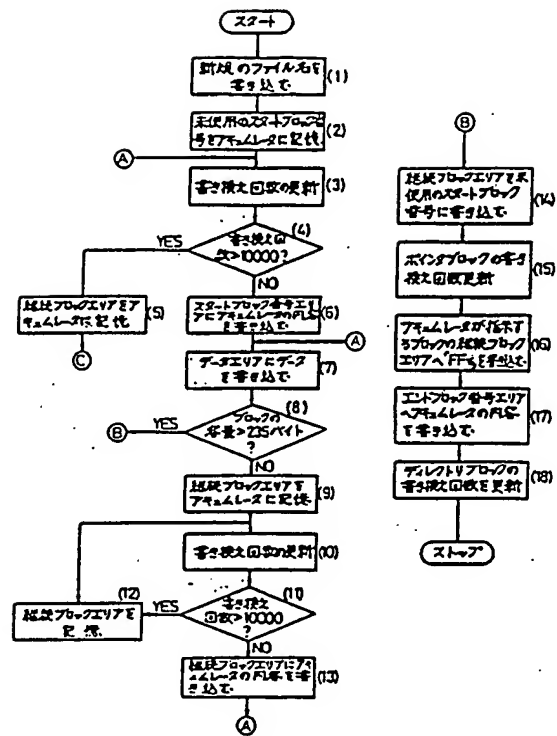 スタート
新規のファイル名を
書き込む
(1)
未使用のスタートブロック番
号をアキュムレータに記憶
(2)
Ⓐ
書き換え回数の更新
(3)
書き換え回
数>10000?
(4)
YES
NO
継続ブロックエリアをア
キュムレータに記憶
(5)
Ⓒ
スタートブロック番号エリ
アにアキュムレータの内容
を書き込む
(6)
Ⓐ
データエリアにデータ
を書き込む
(7)
ブロックの
容量>235バイト
?
(8)
YES
Ⓑ
NO
継続ブロックエリアを
アキュムレータに記憶
(9)
書き換え回数の更新
(10)
書き換え
回数>10000
?
(11)
YES
(12)
継続ブロックエリアを
記憶
NO
継続ブロックエリアにアキ
ュムレータの内容を書き
込む
(13)
Ⓐ
Ⓑ
継続ブロックエリアを未
使用のスタートブロック
番号に書き込む
(14)
ポインタブロックの書き
換え回数更新
(15)
アキュムレータが指示す
るブロックの継続ブロック
エリアへ"FF"を書き込む
(16)
エンドブロック番号エリア
へアキュムレータの内容
を書き込む
(17)
ディレクトリブロックの
書き換え回数を更新
(18)
ストップ